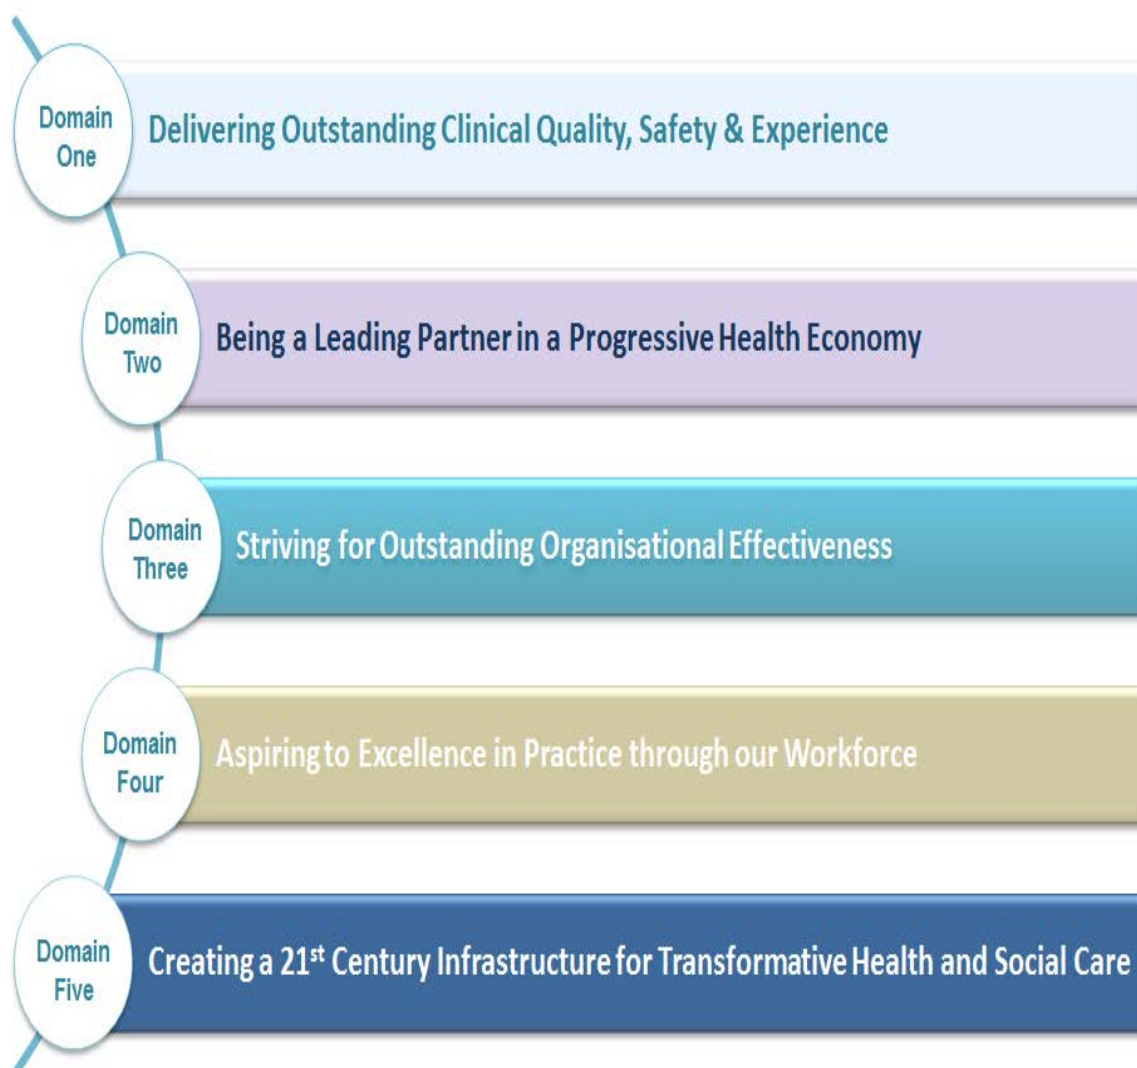 Domain
One
Delivering Outstanding Clinical Quality, Safety & Experience
Domain
Two
Being a Leading Partner in a Progressive Health Economy
Domain
Three
Striving for Outstanding Organisational Effectiveness
Domain
Four
Aspiring to Excellence in Practice through our Workforce
Domain
Five
Creating a 21st Century Infrastructure for Transformative Health and Social Care